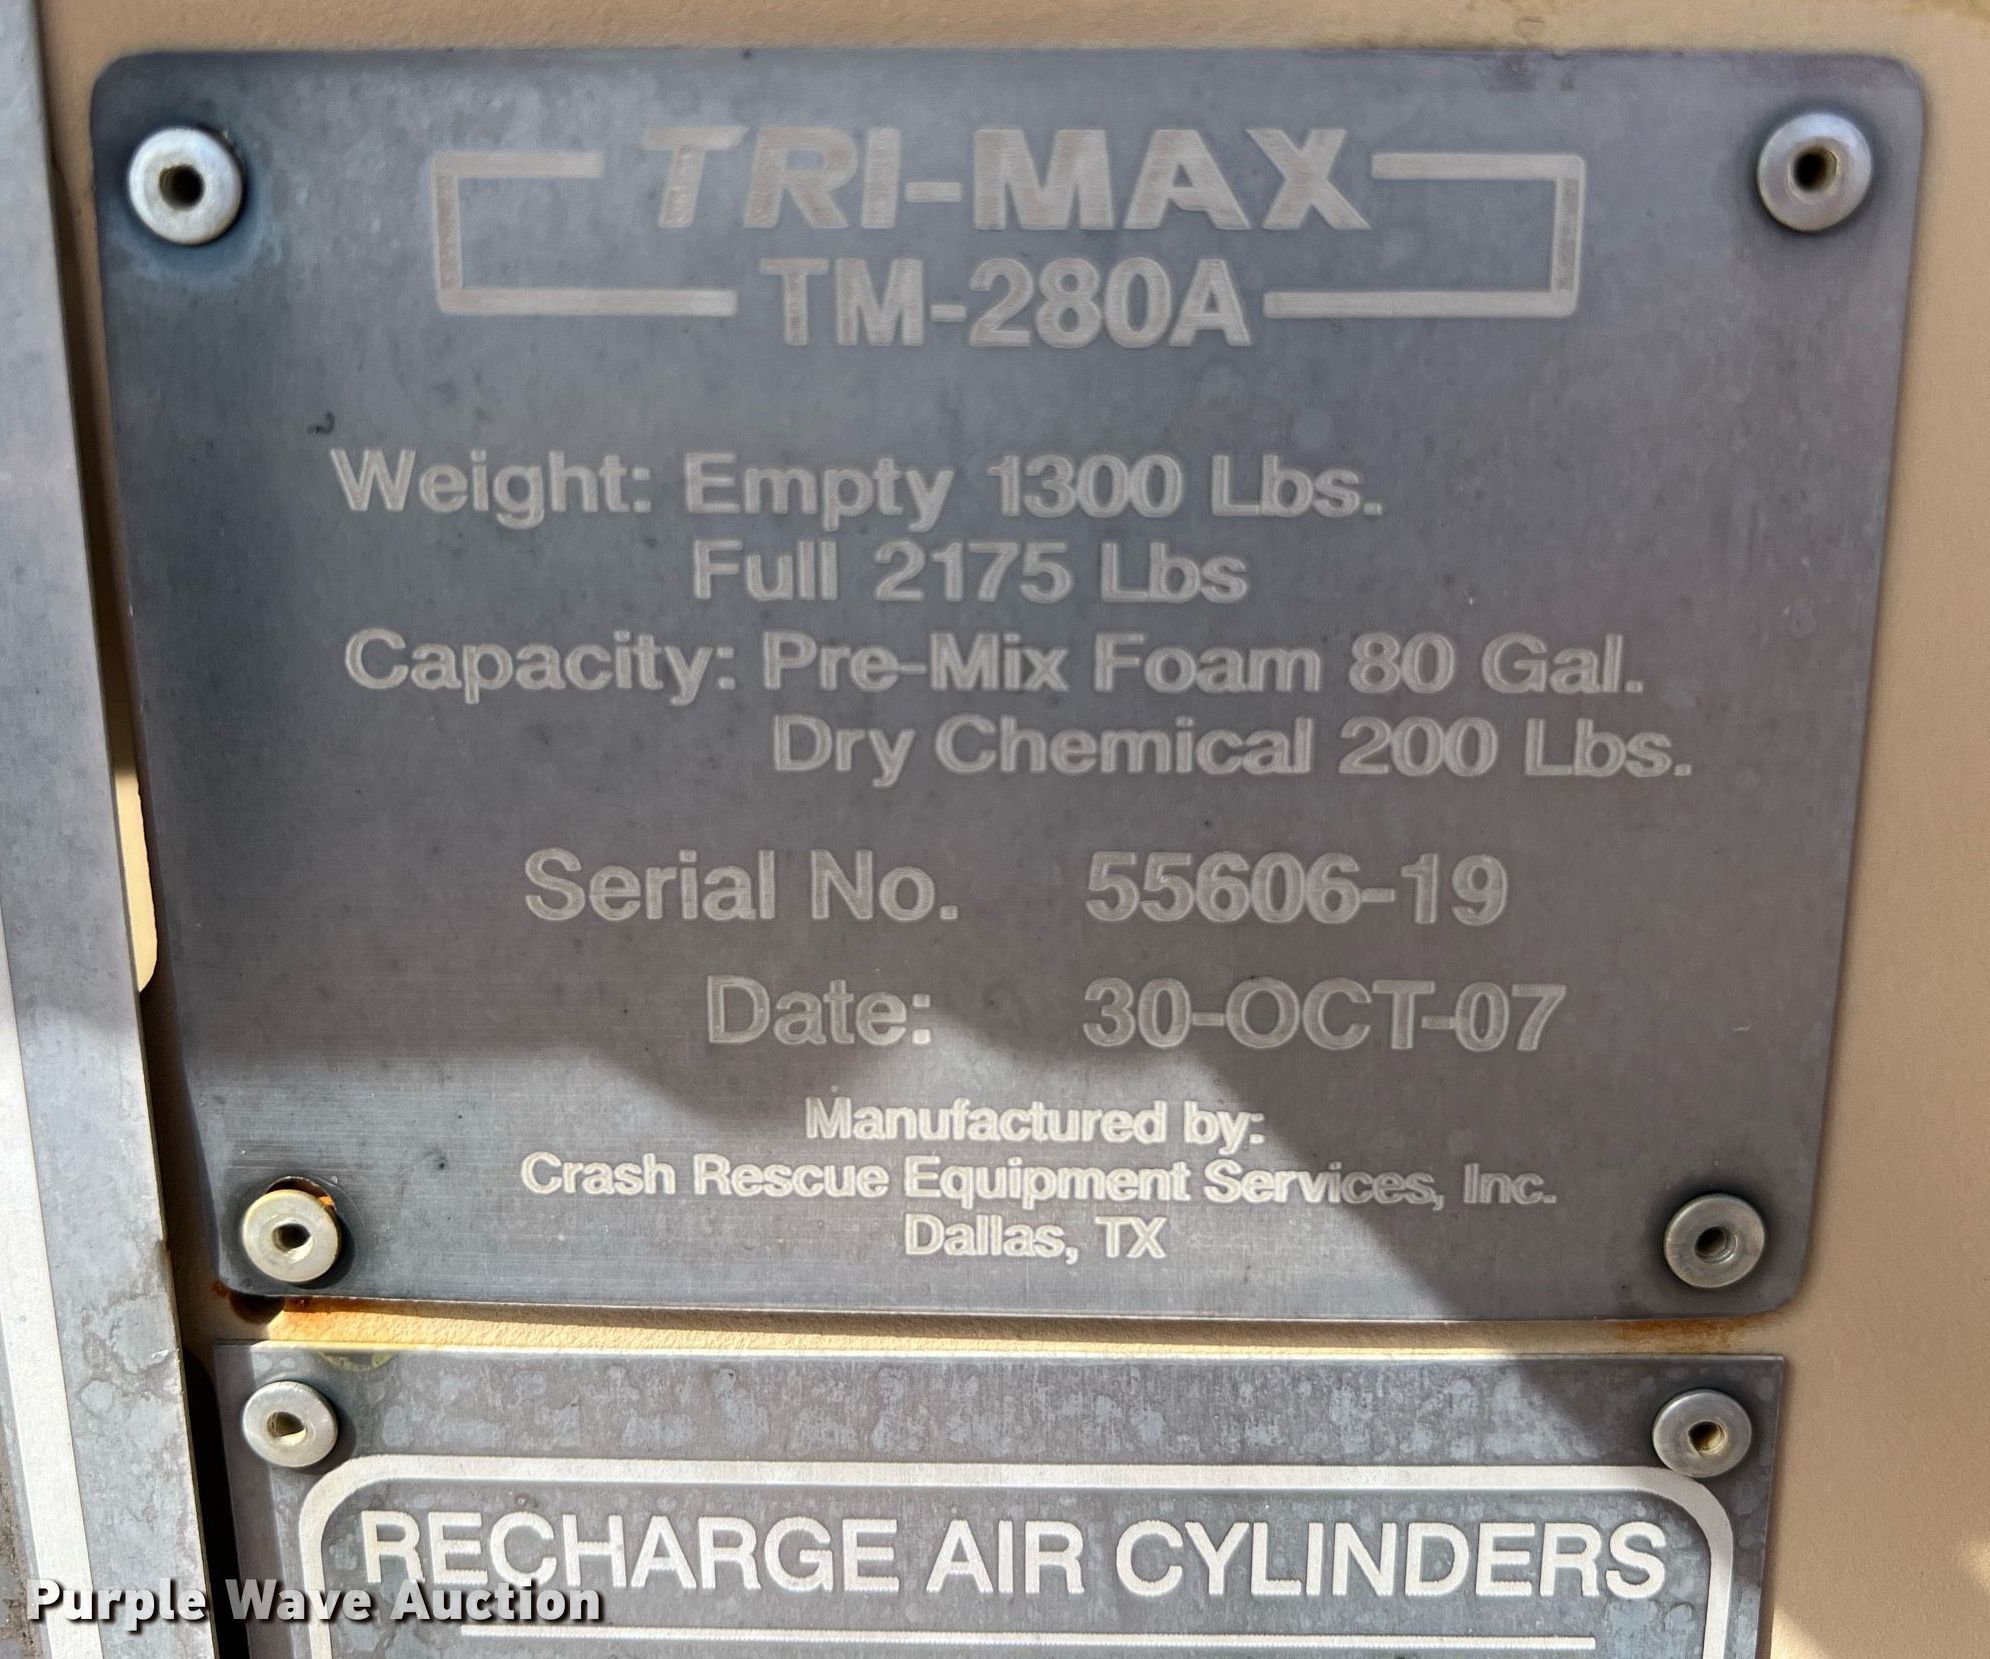 TRI-MAX
TM-280A
Weight: Empty 1300 Lbs.
Full 2175 Lbs
Capacity: Pre-Mix Foam 80 Gal.
Dry Chemical 200 Lbs.
Serial No. 55606-19
Date: 30-OCT-07
Manufactured by:
Crash Rescue Equipment Services, Inc.
Dallas, TX
RECHARGE AIR CYLINDERS
Purple Wave Auction